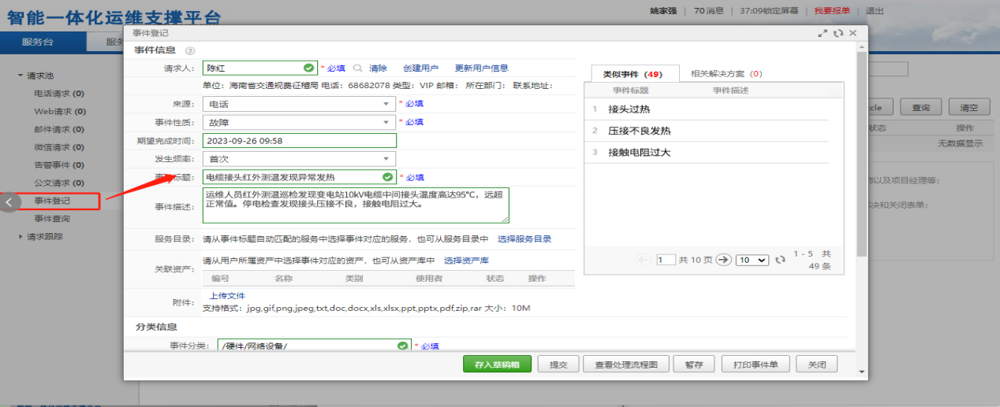 智能一体化运维支撑平台
姚家强 | 70消息 | 37:09锁定屏幕 | 我要报单 | 退出
服务台
请求池
电话请求 (0)
Web请求 (0)
邮件请求 (0)
微信请求 (0)
告警事件 (0)
公文请求 (0)
事件登记
事件查询
请求跟踪
事件登记
事件信息
请求人: 陈红 * 必填 清除 创建用户 更新用户信息
单位: 海南省交通规费征稽局 电话: 68682078 类型: VIP 邮箱: 所在部门: 联系地址:
来源: 电话 * 必填
事件性质: 故障 * 必填
期望完成时间: 2023-09-26 09:58
发生频率: 首次
事件标题: 电缆接头红外测温发现异常发热 * 必填
事件描述: 运维人员红外测温巡检发现变电站10kV电缆中间接头温度高达95°C，远超
正常值。停电检查发现接头压接不良，接触电阻过大。
服务目录: 请从事件标题自动匹配的服务中选择事件对应的服务，也可从服务目录中 选择服务目录
关联资产: 请从用户所属资产中选择事件对应的资产，也可从资产库中 选择资产库
编号 名称 类别 使用者 状态 操作
附件: 上传文件
支持格式: jpg,gif,png,jpeg,txt,doc,docx,xls,xlsx,ppt,pptx,pdf,zip,rar 大小: 10M
分类信息
事件分类: /硬件/网络设备/ * 必填
类似事件 (49) 相关解决方案 (0)
事件标题 事件描述
1 接头过热
2 压接不良发热
3 接触电阻过大
1 共 10 页 10 1 - 5 共
49 条
存入草稿箱 提交 查看处理流程图 暂存 打印事件单 关闭
cle 查询 清空
状态 操作
无数据显示
以及项目经理等:
决和关闭表单: